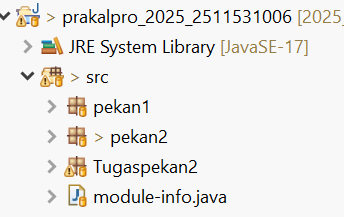 > prakalpro_2025_2511531006 [2025_
JRE System Library [JavaSE-17]
> src
pekan1
> pekan2
Tugaspekan2
module-info.java